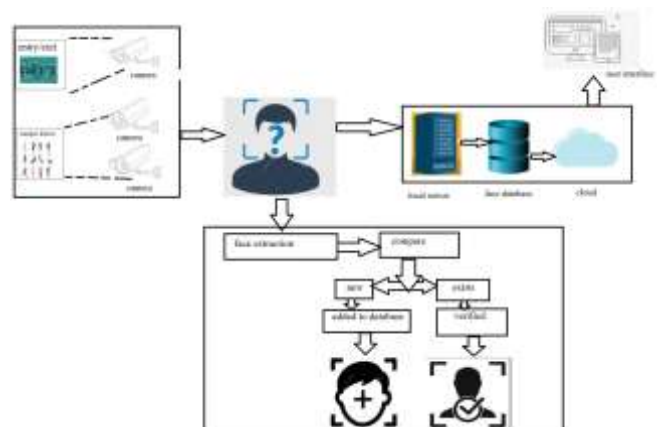 entry/exit
camera
camera
camera
user interface
local server
face database
cloud
face extraction
compare
new
exists
added to database
verified